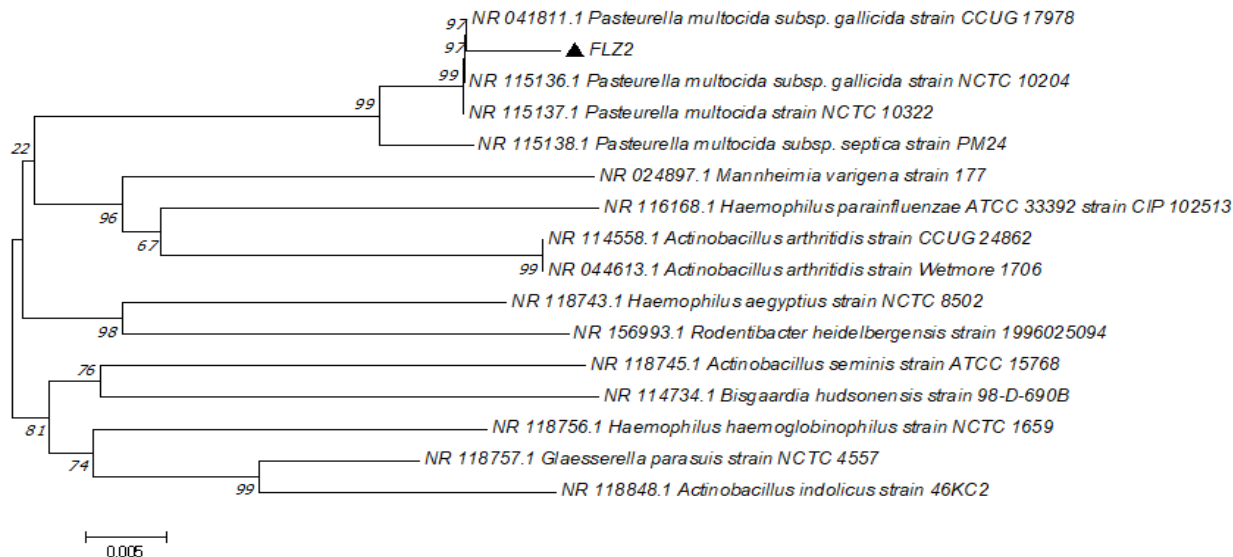 97 NR 041811.1 Pasteurella multocida subsp. gallicida strain CCUG 17978
97 ▲ FLZ2
99 NR 115136.1 Pasteurella multocida subsp. gallicida strain NCTC 10204
99 NR 115137.1 Pasteurella multocida strain NCTC 10322
NR 115138.1 Pasteurella multocida subsp. septica strain PM24
22 NR 024897.1 Mannheimia varigena strain 177
96 NR 116168.1 Haemophilus parainfluenzae ATCC 33392 strain CIP 102513
67 NR 114558.1 Actinobacillus arthritidis strain CCUG 24862
99 NR 044613.1 Actinobacillus arthritidis strain Wetmore 1706
NR 118743.1 Haemophilus aegyptius strain NCTC 8502
98 NR 156993.1 Rodentibacter heidelbergensis strain 1996025094
NR 118745.1 Actinobacillus seminis strain ATCC 15768
76 NR 114734.1 Bisgaardia hudsonensis strain 98-D-690B
81 NR 118756.1 Haemophilus haemoglobinophilus strain NCTC 1659
74 NR 118757.1 Glaesserella parasuis strain NCTC 4557
99 NR 118848.1 Actinobacillus indolicus strain 46KC2
0.005